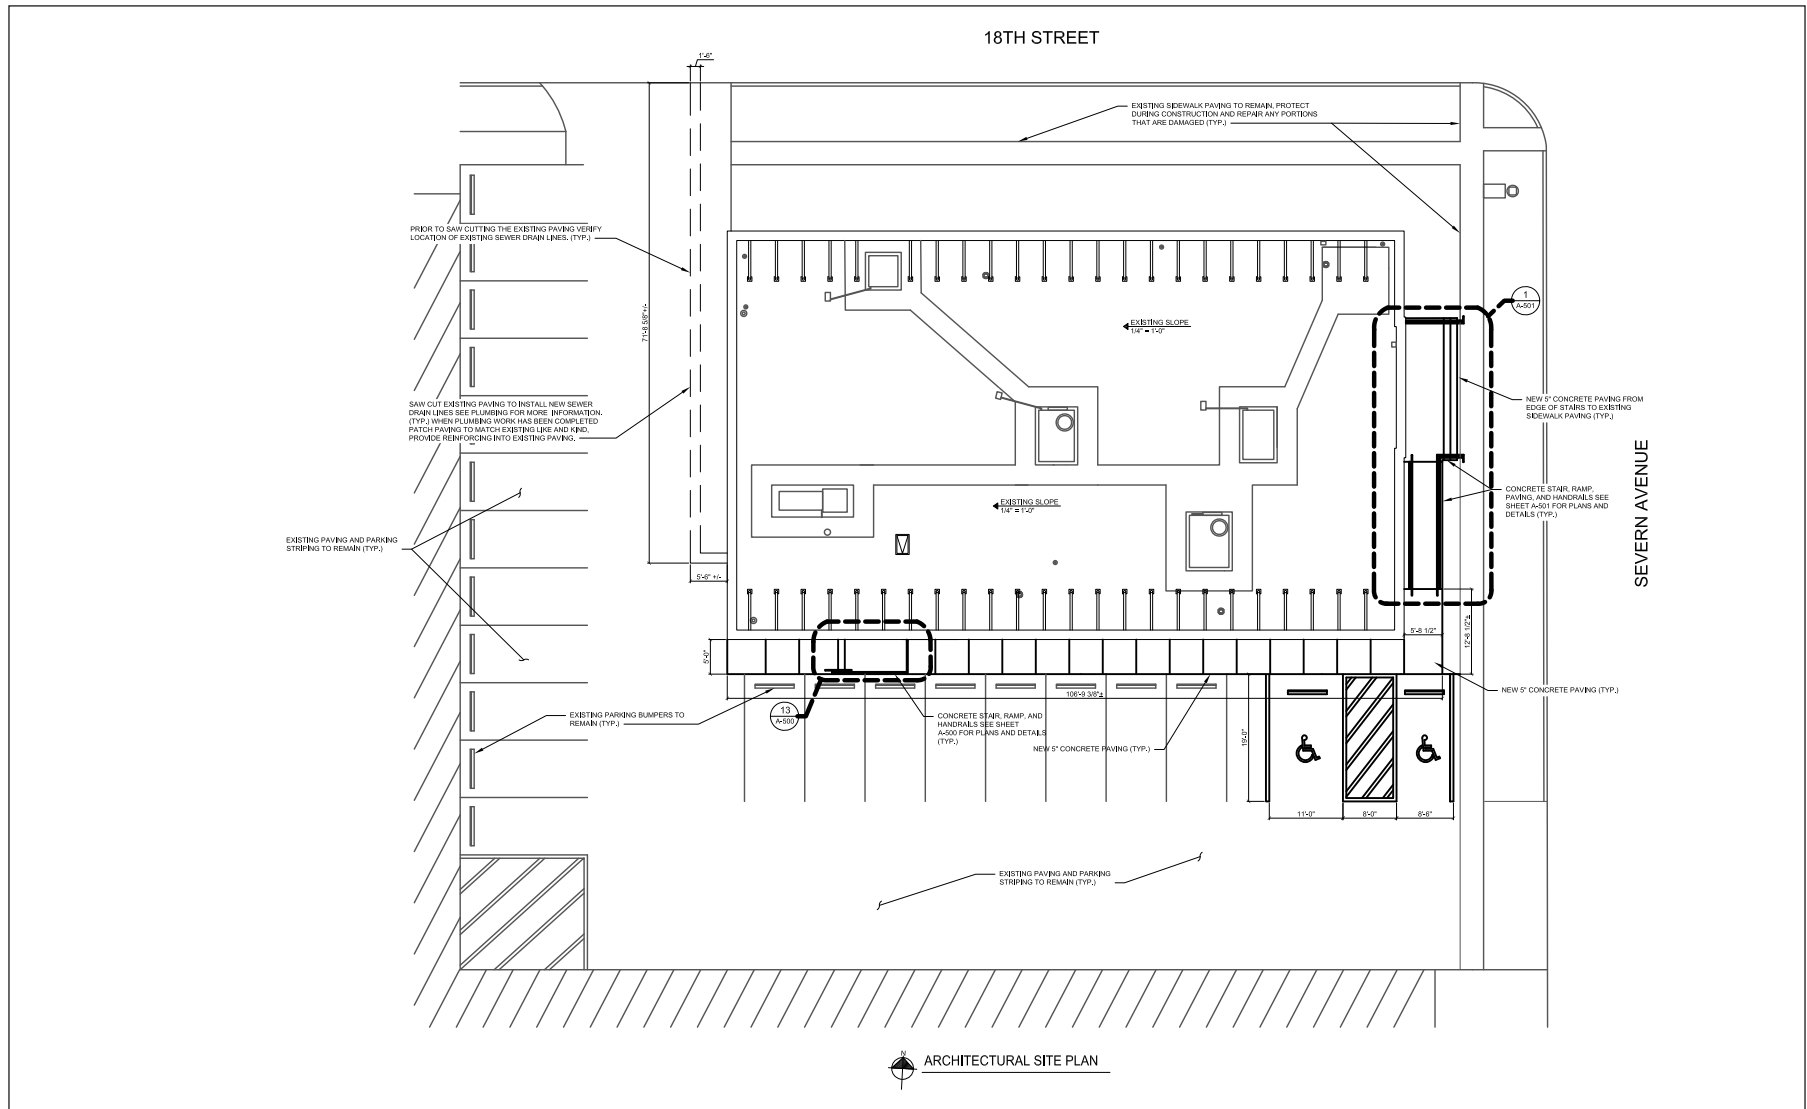 18TH STREET
1'-6"
EXISTING SIDEWALK PAVING TO REMAIN, PROTECT
DURING CONSTRUCTION AND REPAIR ANY PORTIONS
THAT ARE DAMAGED (TYP.)
PRIOR TO SAW CUTTING THE EXISTING PAVING VERIFY
LOCATION OF EXISTING SEWER DRAIN LINES. (TYP.)
71'-8 5/8"+/-
1
A-501
EXISTING SLOPE
1/4" = 1'-0"
SAW CUT EXISTING PAVING TO INSTALL NEW SEWER
DRAIN LINES SEE PLUMBING FOR MORE INFORMATION.
(TYP.) WHEN PLUMBING WORK HAS BEEN COMPLETED
PATCH PAVING TO MATCH EXISTING LIKE AND KIND,
PROVIDE REINFORCING INTO EXISTING PAVING.
NEW 5" CONCRETE PAVING FROM
EDGE OF STAIRS TO EXISTING
SIDEWALK PAVING (TYP.)
SEVERN AVENUE
CONCRETE STAIR, RAMP,
PAVING, AND HANDRAILS SEE
SHEET A-501 FOR PLANS AND
DETAILS (TYP.)
EXISTING SLOPE
1/4" = 1'-0"
EXISTING PAVING AND PARKING
STRIPING TO REMAIN (TYP.)
5'-6" +/-
5'-8 1/2"
12'-8 1/2"±
5'-0"
106'-9 3/8"±
NEW 5" CONCRETE PAVING (TYP.)
EXISTING PARKING BUMPERS TO
REMAIN (TYP.)
13
A-500
CONCRETE STAIR, RAMP, AND
HANDRAILS SEE SHEET
A-500 FOR PLANS AND DETAILS
(TYP.)
NEW 5" CONCRETE PAVING (TYP.)
19'-0"
11'-0"
8'-0"
8'-6"
EXISTING PAVING AND PARKING
STRIPING TO REMAIN (TYP.)
N
ARCHITECTURAL SITE PLAN